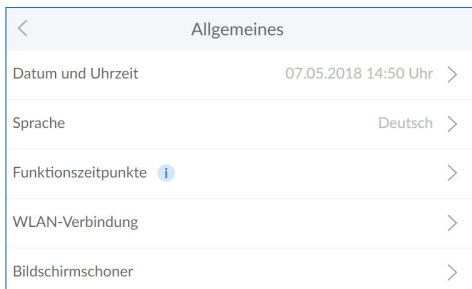 Allgemeines
Datum und Uhrzeit 07.05.2018 14:50 Uhr
Sprache Deutsch
Funktionszeitpunkte i
WLAN-Verbindung
Bildschirmschoner